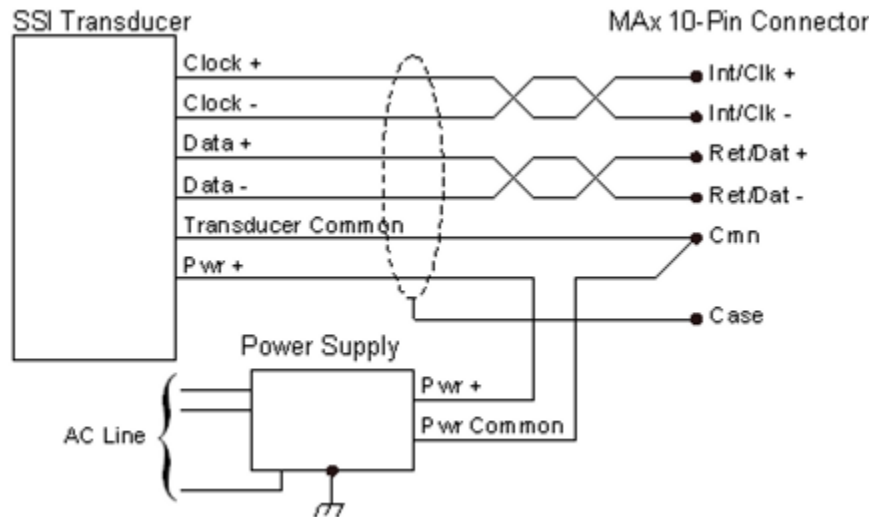 SSI Transducer
MAx 10-Pin Connector
Clock +
Int/Clk +
Clock -
Int/Clk -
Data +
Ret/Dat +
Data -
Ret/Dat -
Transducer Common
Cmn
Pwr +
Case
Power Supply
Pwr +
Pwr Common
AC Line